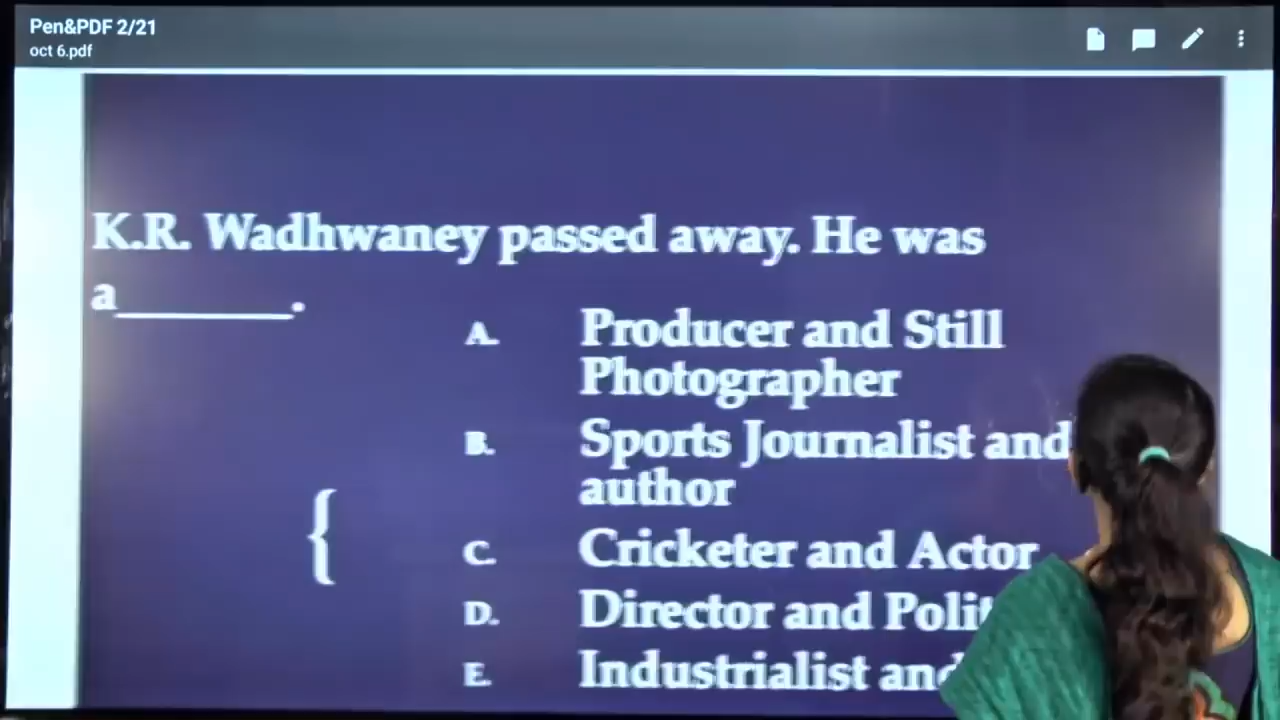 Pen&PDF 2/21
oct 6.pdf
K.R. Wadhwaney passed away. He was
a_______.
A. Producer and Still
Photographer
B. Sports Journalist and
author
{
C. Cricketer and Actor
D. Director and
E. Industrialist